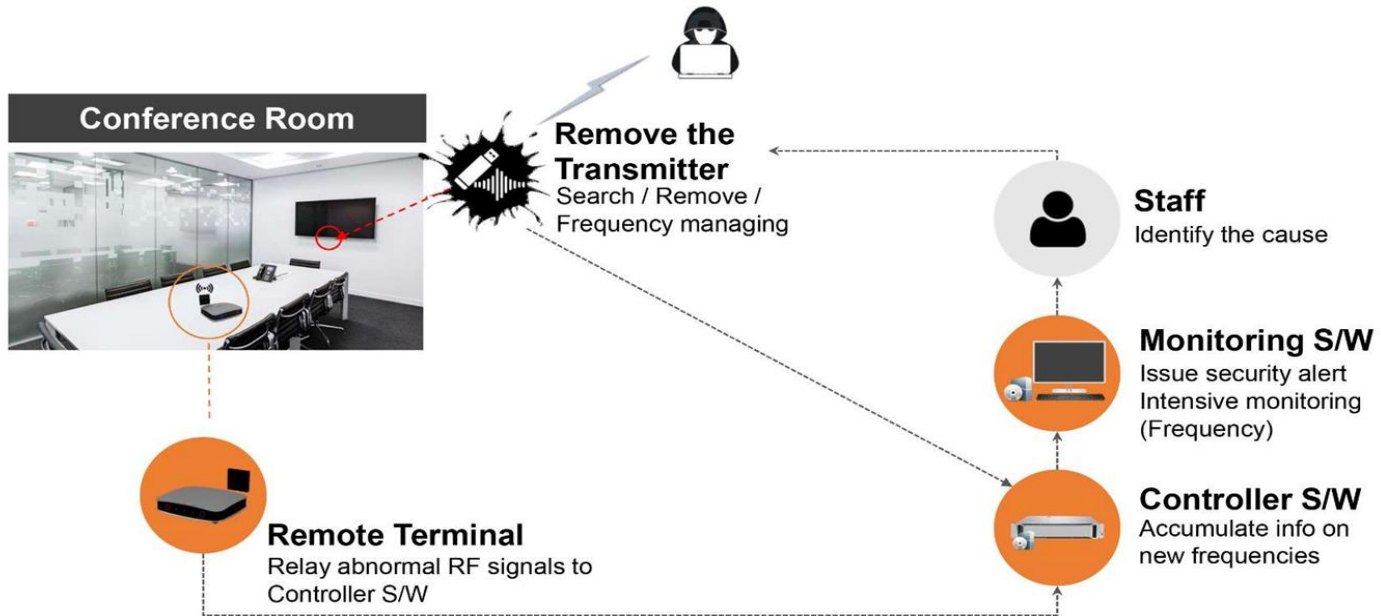 Conference Room
Remove the
Transmitter
Search / Remove /
Frequency managing
Staff
Identify the cause
Monitoring S/W
Issue security alert
Intensive monitoring
(Frequency)
Controller S/W
Accumulate info on
new frequencies
Remote Terminal
Relay abnormal RF signals to
Controller S/W